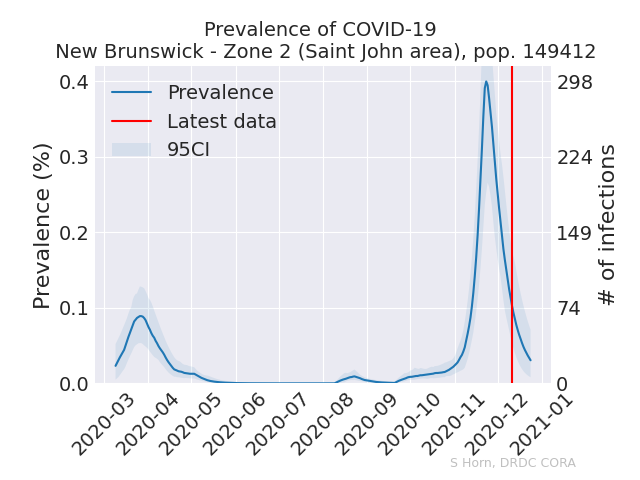 Prevalence of COVID-19
New Brunswick - Zone 2 (Saint John area), pop. 149412
Prevalence
Latest data
95CI
Prevalence (%)
0.4
0.3
0.2
0.1
0.0
298
224
149
74
0
# of infections
2020-03
2020-04
2020-05
2020-06
2020-07
2020-08
2020-09
2020-10
2020-11
2020-12
2021-01
S Horn, DRDC CORA